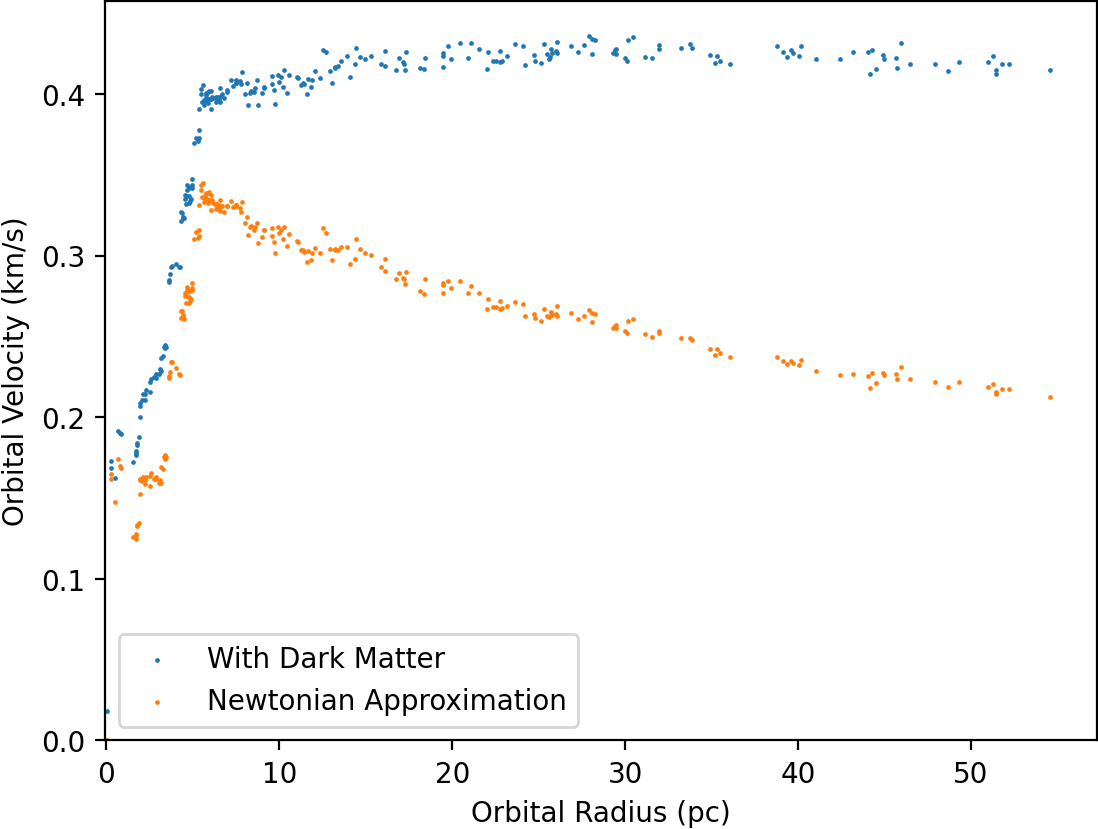 0.4
0.3
0.2
0.1
0.0
Orbital Velocity (km/s)
With Dark Matter
Newtonian Approximation
0 10 20 30 40 50
Orbital Radius (pc)